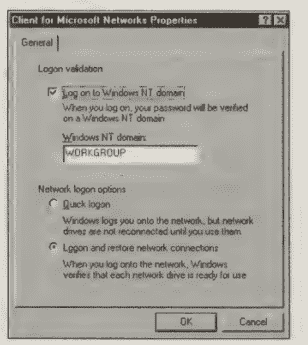 Client for Microsoft Networks Properties
General
Logon validation
Log on to Windows NT domain
When you log on, your password will be verified
on a Windows NT domain
Windows NT domain:
WORKGROUP
Network logon options
Quick logon
Windows logs you onto the network, but network
drives are not reconnected until you use them
Logon and restore network connections
When you log onto the network, Windows
verifies that each network drive is ready for use
OK
Cancel